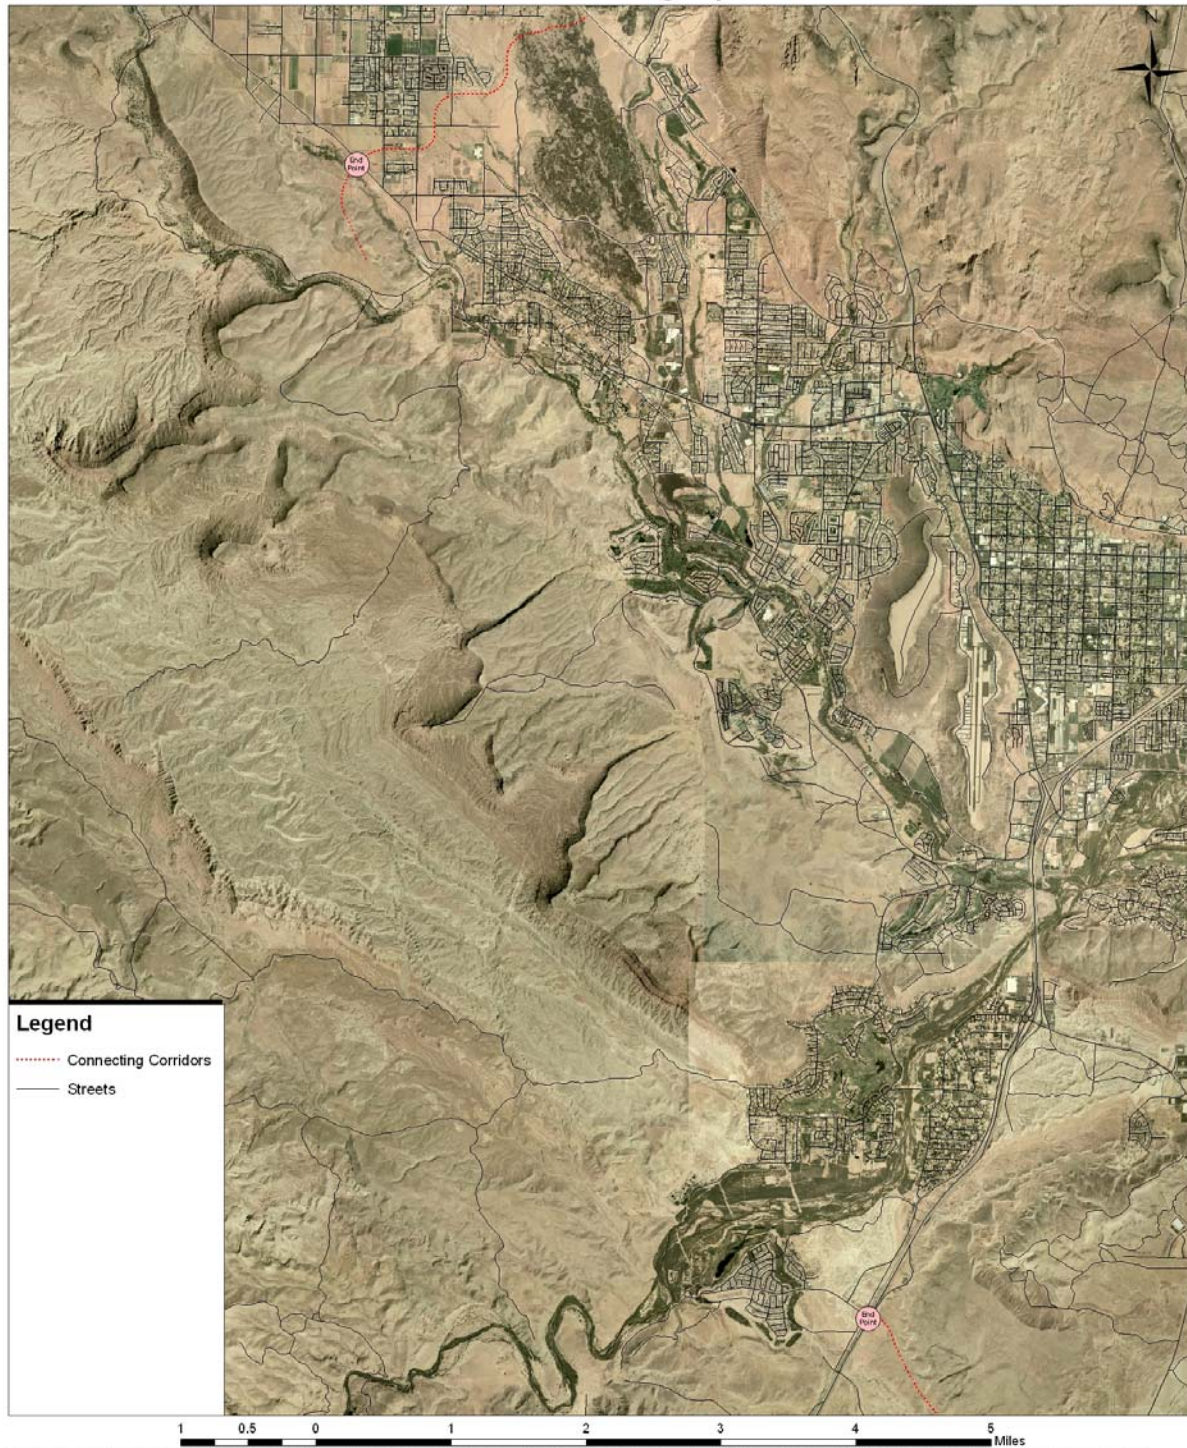 N
End
Point
Legend
Connecting Corridors
Streets
End
Point
1 0.5 0 1 2 3 4 5
Miles